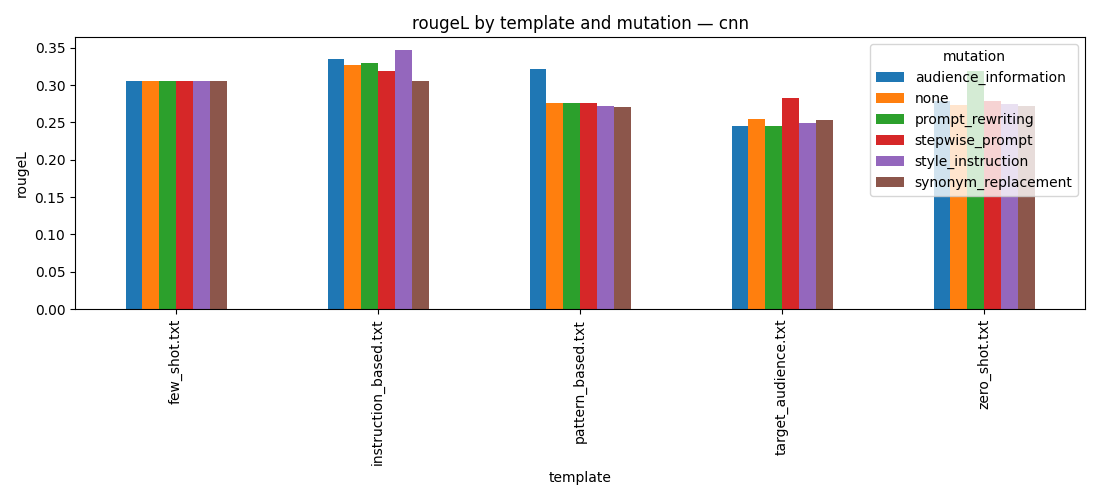 rougeL by template and mutation — cnn
mutation
audience_information
none
prompt_rewriting
stepwise_prompt
style_instruction
synonym_replacement
rougeL
0.35
0.30
0.25
0.20
0.15
0.10
0.05
0.00
few_shot.txt
instruction_based.txt
pattern_based.txt
target_audience.txt
zero_shot.txt
template